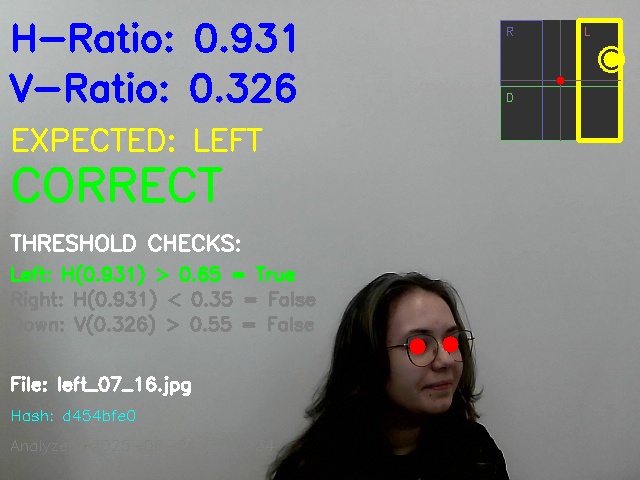 H-Ratio: 0.931
V-Ratio: 0.326
EXPECTED: LEFT
CORRECT
THRESHOLD CHECKS:
Left: H(0.931) > 0.65 = True
Right: H(0.931) < 0.35 = False
Down: V(0.326) > 0.55 = False
File: left_07_16.jpg
Hash: d454bfe0
R
L
D